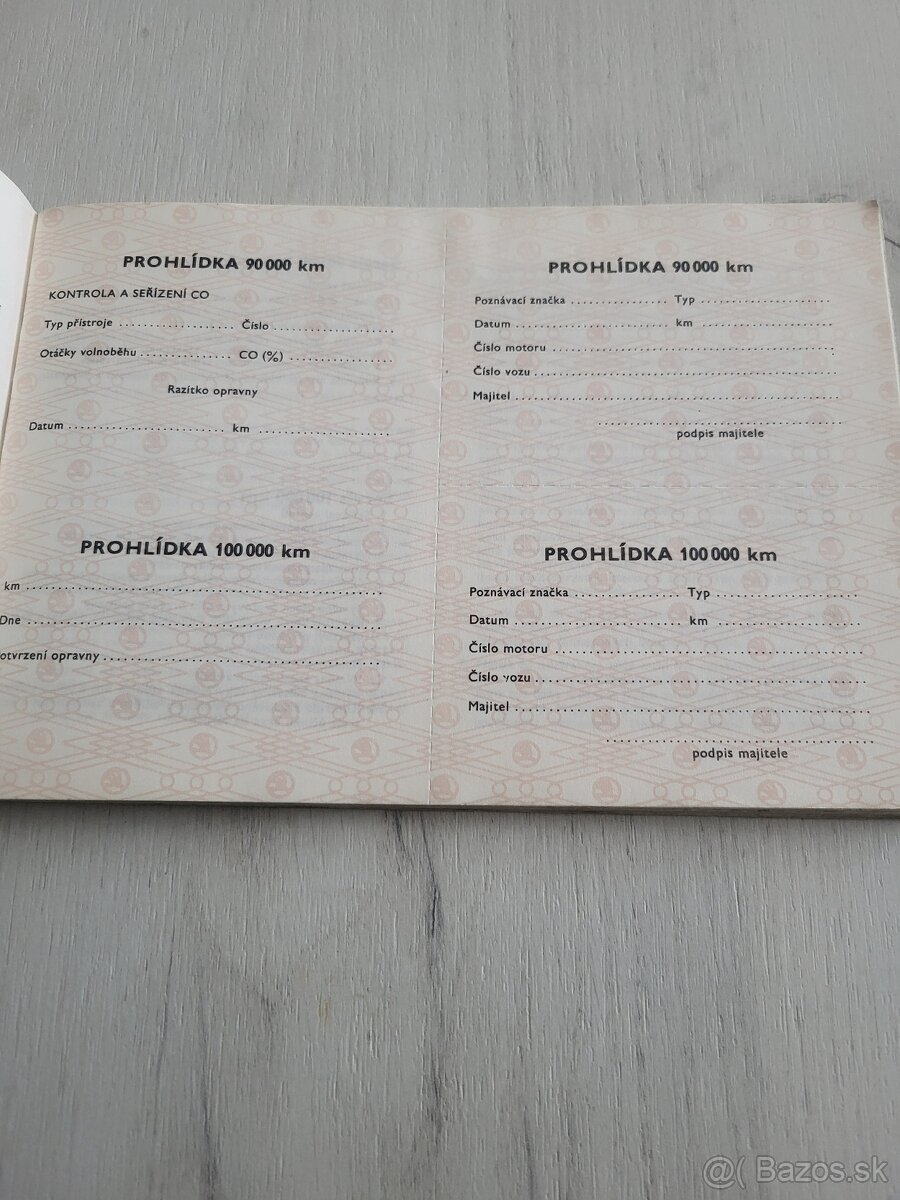 PROHLÍDKA 90 000 km
KONTROLA A SEŘÍZENÍ CO
Typ přístroje .................... Číslo .....................
Otáčky volnoběhu ................ CO (%) ..................
Razítko opravny
Datum ........................... km ......................
PROHLÍDKA 90 000 km
Poznávací značka ................. Typ ......................
Datum ........................... km ......................
Číslo motoru ..................................................
Číslo vozu ....................................................
Majitel .......................................................
podpis majitele
PROHLÍDKA 100 000 km
km ............................................................
Dne ...........................................................
otvrzení opravny ..............................................
PROHLÍDKA 100 000 km
Poznávací značka ................. Typ ......................
Datum ........................... km ......................
Číslo motoru ..................................................
Číslo vozu ....................................................
Majitel .......................................................
podpis majitele
@( Bazos.sk